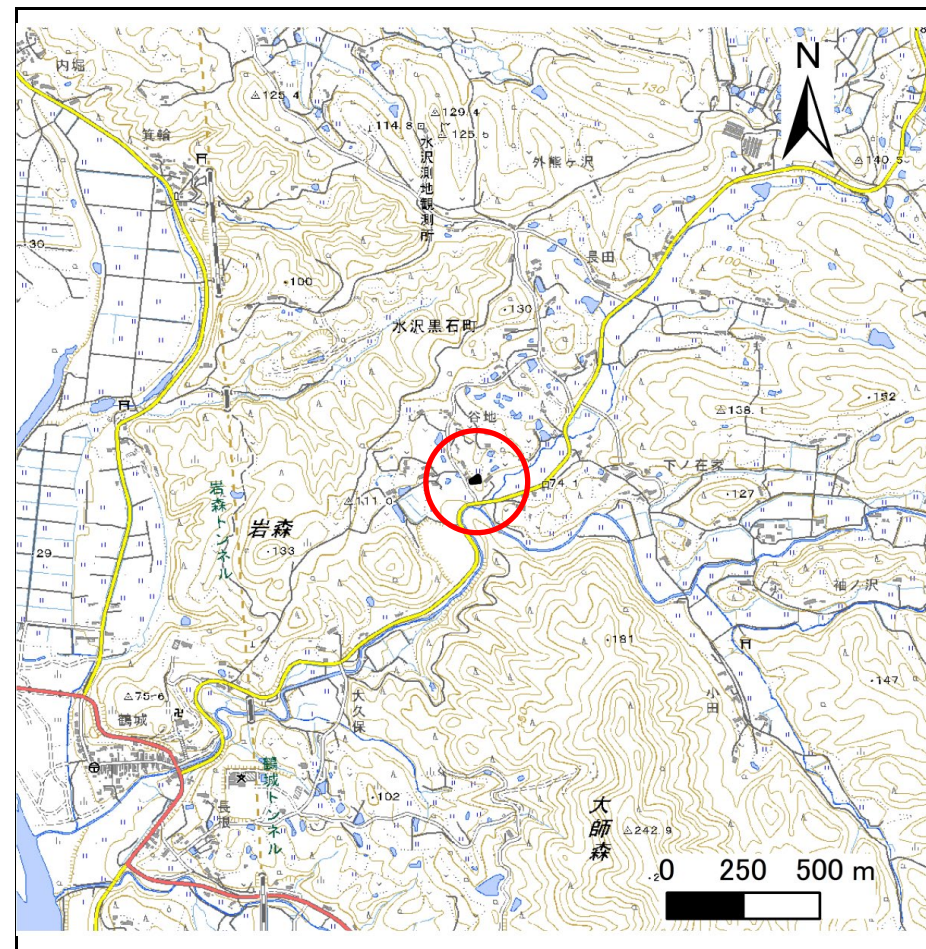 内堀
△125.4
△129.4
114.8
△125.6
130
N
箕輪
水沢測地観測所
外熊ヶ沢
△140.5
30
長田
100
・100
・130
水沢黒石町
・152
△138.1
谷地
下ノ在家
74.1
・127
△111.0
岩森トンネル
岩森
・133
29
袖ノ沢
・181
・147
△75.6
鶴城
大久保
小田
鶴城トンネル
長根
・102
大師森
△242.9
0 250 500 m